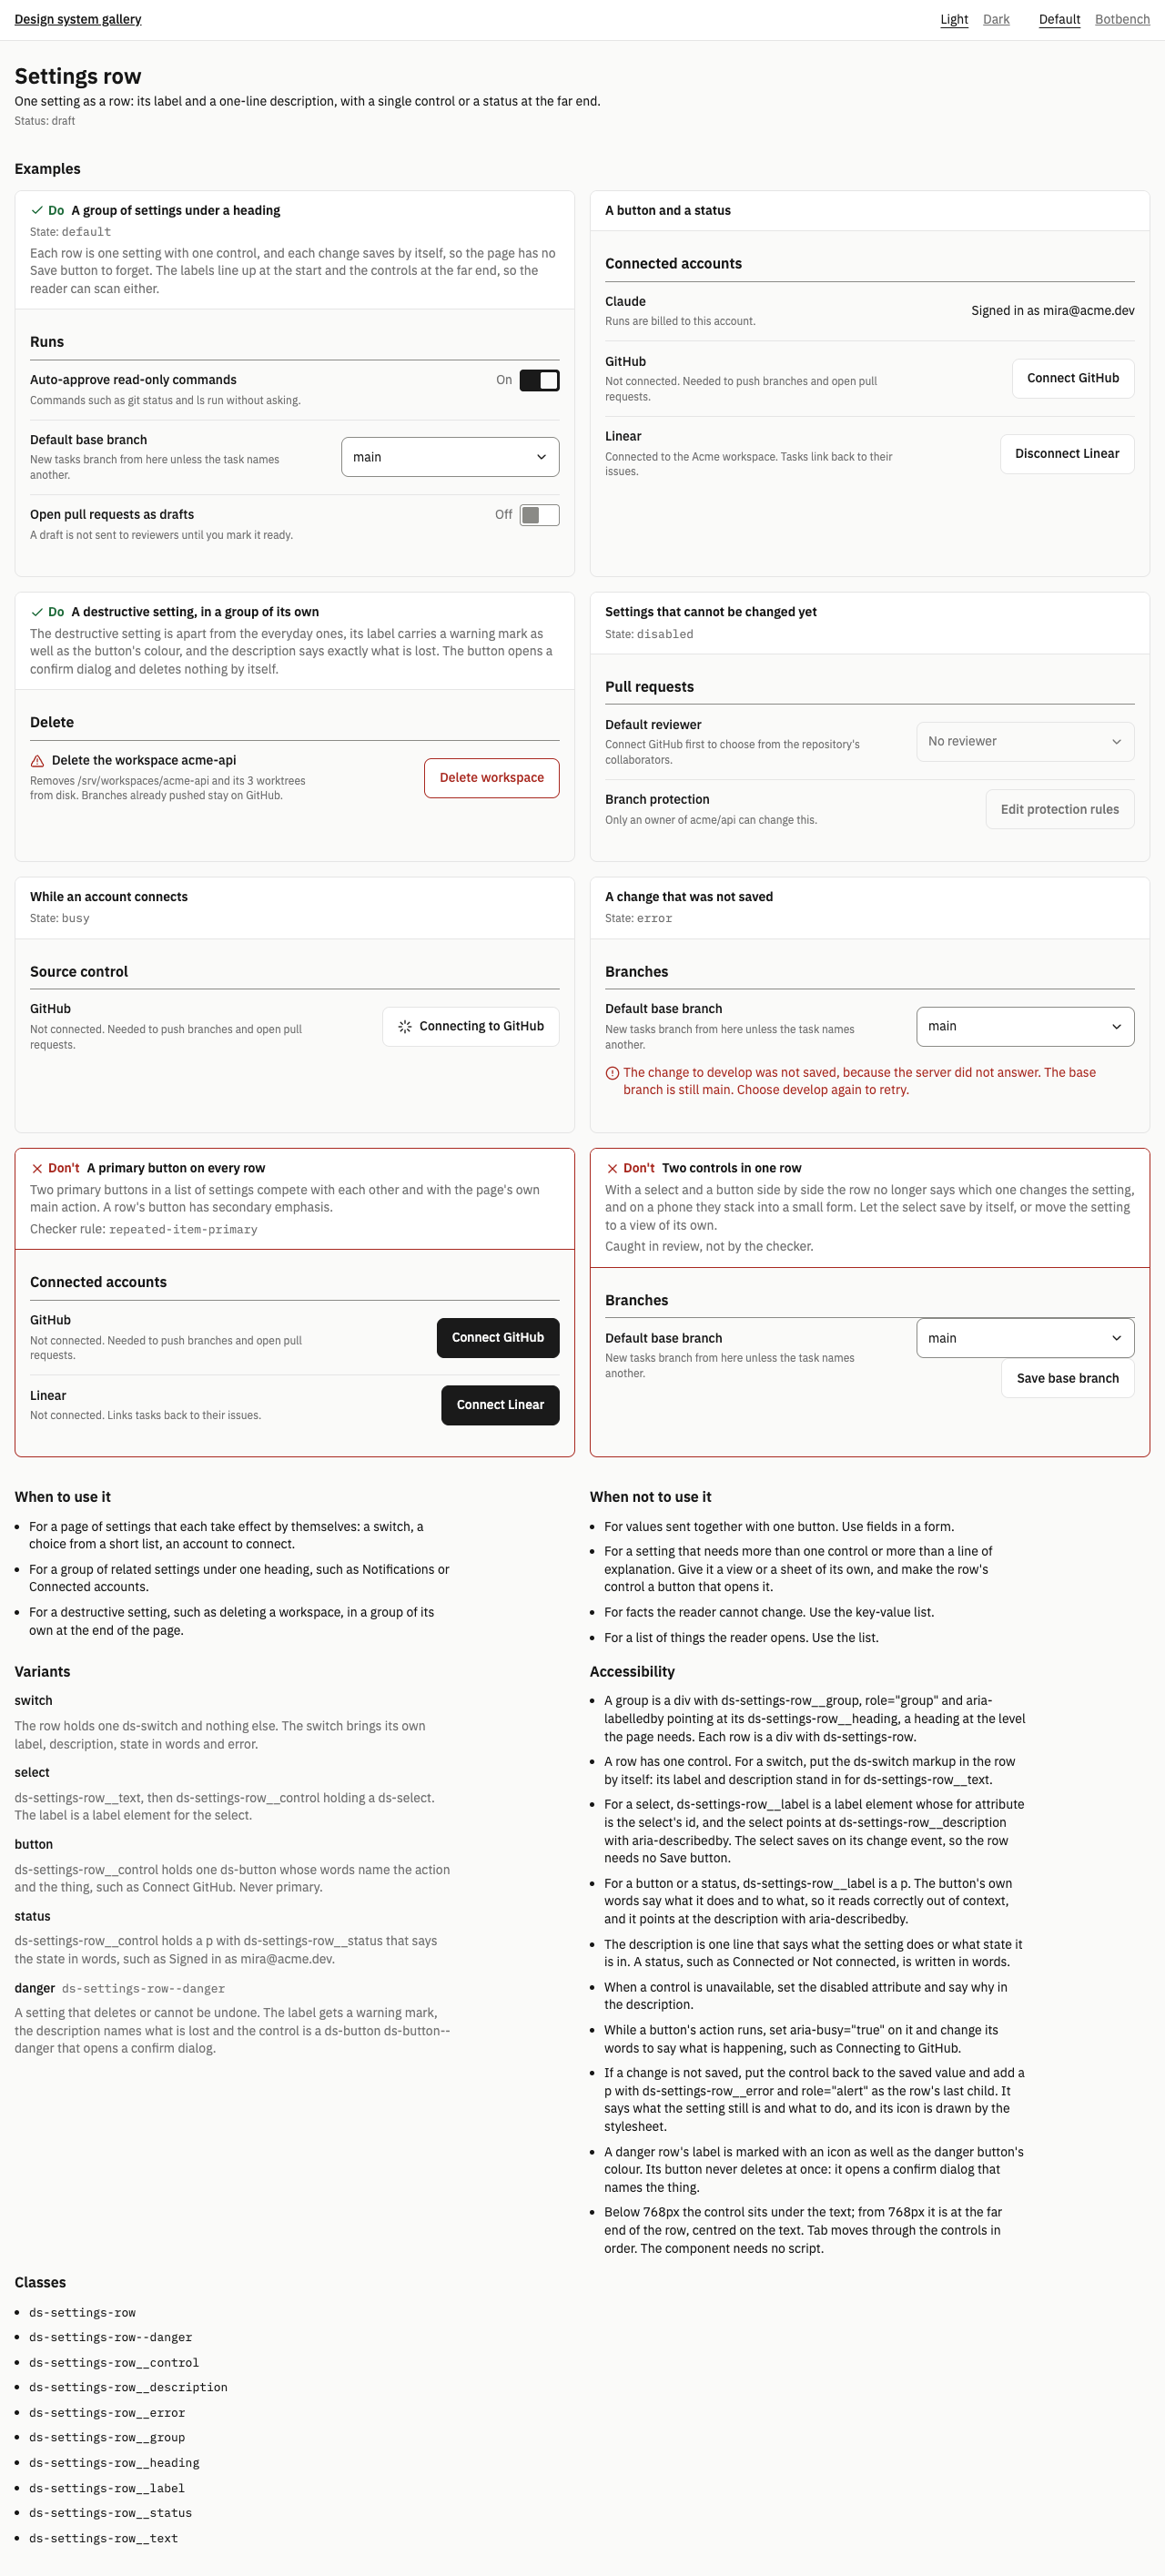 Design system gallery
Light Dark Default Botbench
Settings row
One setting as a row: its label and a one-line description, with a single control or a status at the far end.
Status: draft
Examples
Do A group of settings under a heading
State: default
Each row is one setting with one control, and each change saves by itself, so the page has no
Save button to forget. The labels line up at the start and the controls at the far end, so the
reader can scan either.
Runs
Auto-approve read-only commands
On
Commands such as git status and ls run without asking.
Default base branch
New tasks branch from here unless the task names
another.
main
Open pull requests as drafts
Off
A draft is not sent to reviewers until you mark it ready.
A button and a status
Connected accounts
Claude
Runs are billed to this account.
Signed in as mira@acme.dev
GitHub
Not connected. Needed to push branches and open pull
requests.
Connect GitHub
Linear
Connected to the Acme workspace. Tasks link back to their
issues.
Disconnect Linear
Do A destructive setting, in a group of its own
The destructive setting is apart from the everyday ones, its label carries a warning mark as
well as the button's colour, and the description says exactly what is lost. The button opens a
confirm dialog and deletes nothing by itself.
Delete
Delete the workspace acme-api
Removes /srv/workspaces/acme-api and its 3 worktrees
from disk. Branches already pushed stay on GitHub.
Delete workspace
Settings that cannot be changed yet
State: disabled
Pull requests
Default reviewer
Connect GitHub first to choose from the repository's
collaborators.
No reviewer
Branch protection
Only an owner of acme/api can change this.
Edit protection rules
While an account connects
State: busy
Source control
GitHub
Not connected. Needed to push branches and open pull
requests.
Connecting to GitHub
A change that was not saved
State: error
Branches
Default base branch
New tasks branch from here unless the task names
another.
main
The change to develop was not saved, because the server did not answer. The base
branch is still main. Choose develop again to retry.
Don't A primary button on every row
Two primary buttons in a list of settings compete with each other and with the page's own
main action. A row's button has secondary emphasis.
Checker rule: repeated-item-primary
Connected accounts
GitHub
Not connected. Needed to push branches and open pull
requests.
Connect GitHub
Linear
Not connected. Links tasks back to their issues.
Connect Linear
Don't Two controls in one row
With a select and a button side by side the row no longer says which one changes the setting,
and on a phone they stack into a small form. Let the select save by itself, or move the setting
to a view of its own.
Caught in review, not by the checker.
Branches
Default base branch
New tasks branch from here unless the task names
another.
main
Save base branch
When to use it
For a page of settings that each take effect by themselves: a switch, a
choice from a short list, an account to connect.
For a group of related settings under one heading, such as Notifications or
Connected accounts.
For a destructive setting, such as deleting a workspace, in a group of its
own at the end of the page.
When not to use it
For values sent together with one button. Use fields in a form.
For a setting that needs more than one control or more than a line of
explanation. Give it a view or a sheet of its own, and make the row's
control a button that opens it.
For facts the reader cannot change. Use the key-value list.
For a list of things the reader opens. Use the list.
Variants
switch
The row holds one ds-switch and nothing else. The switch brings its own
label, description, state in words and error.
select
ds-settings-row__text, then ds-settings-row__control holding a ds-select.
The label is a label element for the select.
button
ds-settings-row__control holds one ds-button whose words name the action
and the thing, such as Connect GitHub. Never primary.
status
ds-settings-row__control holds a p with ds-settings-row__status that says
the state in words, such as Signed in as mira@acme.dev.
danger ds-settings-row--danger
A setting that deletes or cannot be undone. The label gets a warning mark,
the description names what is lost and the control is a ds-button ds-button--
danger that opens a confirm dialog.
Accessibility
A group is a div with ds-settings-row__group, role="group" and aria-
labelledby pointing at its ds-settings-row__heading, a heading at the level
the page needs. Each row is a div with ds-settings-row.
A row has one control. For a switch, put the ds-switch markup in the row
by itself: its label and description stand in for ds-settings-row__text.
For a select, ds-settings-row__label is a label element whose for attribute
is the select's id, and the select points at ds-settings-row__description
with aria-describedby. The select saves on its change event, so the row
needs no Save button.
For a button or a status, ds-settings-row__label is a p. The button's own
words say what it does and to what, so it reads correctly out of context,
and it points at the description with aria-describedby.
The description is one line that says what the setting does or what state it
is in. A status, such as Connected or Not connected, is written in words.
When a control is unavailable, set the disabled attribute and say why in
the description.
While a button's action runs, set aria-busy="true" on it and change its
words to say what is happening, such as Connecting to GitHub.
If a change is not saved, put the control back to the saved value and add a
p with ds-settings-row__error and role="alert" as the row's last child. It
says what the setting still is and what to do, and its icon is drawn by the
stylesheet.
A danger row's label is marked with an icon as well as the danger button's
colour. Its button never deletes at once: it opens a confirm dialog that
names the thing.
Below 768px the control sits under the text; from 768px it is at the far
end of the row, centred on the text. Tab moves through the controls in
order. The component needs no script.
Classes
ds-settings-row
ds-settings-row--danger
ds-settings-row__control
ds-settings-row__description
ds-settings-row__error
ds-settings-row__group
ds-settings-row__heading
ds-settings-row__label
ds-settings-row__status
ds-settings-row__text